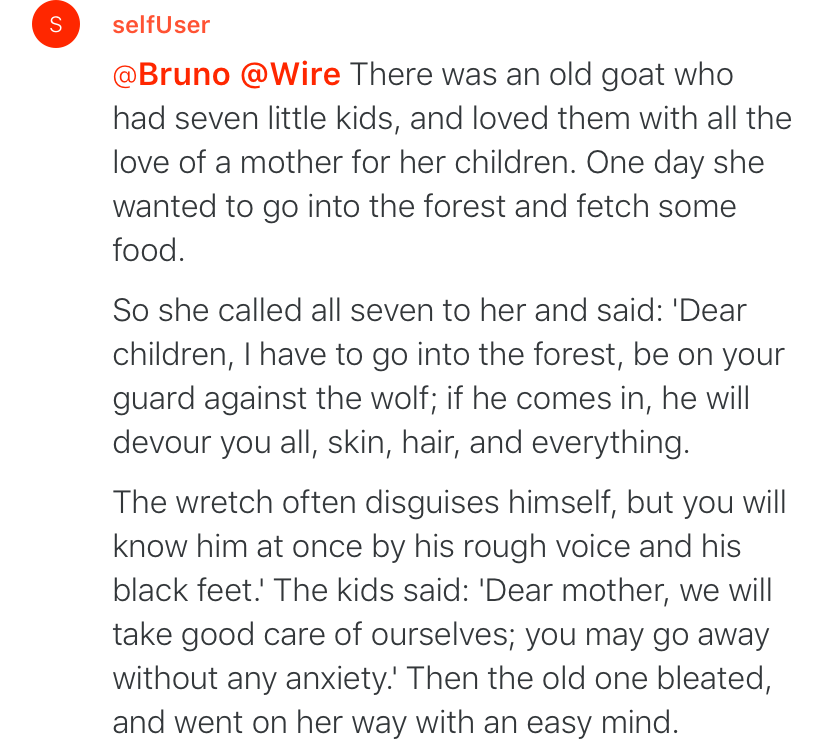 S
selfUser
@Bruno @Wire There was an old goat who
had seven little kids, and loved them with all the
love of a mother for her children. One day she
wanted to go into the forest and fetch some
food.
So she called all seven to her and said: 'Dear
children, I have to go into the forest, be on your
guard against the wolf; if he comes in, he will
devour you all, skin, hair, and everything.
The wretch often disguises himself, but you will
know him at once by his rough voice and his
black feet.' The kids said: 'Dear mother, we will
take good care of ourselves; you may go away
without any anxiety.' Then the old one bleated,
and went on her way with an easy mind.